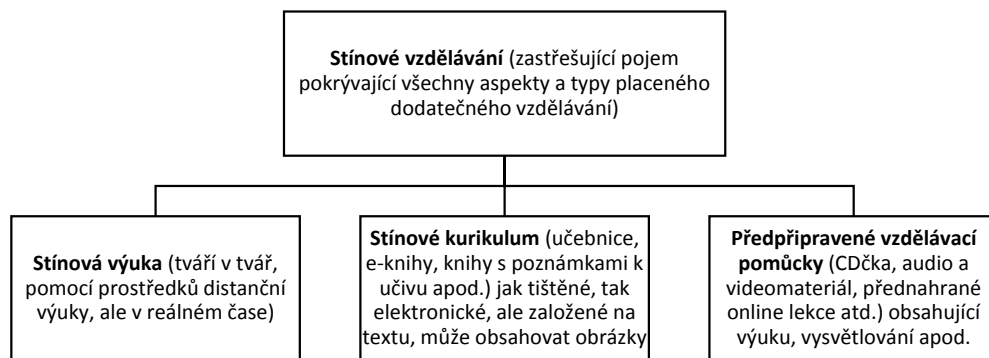 Stínové vzdělávání (zastřešující pojem
pokrývající všechny aspekty a typy placeného
dodatečného vzdělávání)
Stínová výuka (tváří v tvář,
pomocí prostředků distanční
výuky, ale v reálném čase)
Stínové kurikulum (učebnice,
e-knihy, knihy s poznámkami k
učivu apod.) jak tištěné, tak
elektronické, ale založené na
textu, může obsahovat obrázky
Předpřipravené vzdělávací
pomůcky (CDčka, audio a
videomateriál, přednahrané
online lekce atd.) obsahující
výuku, vysvětlování apod.